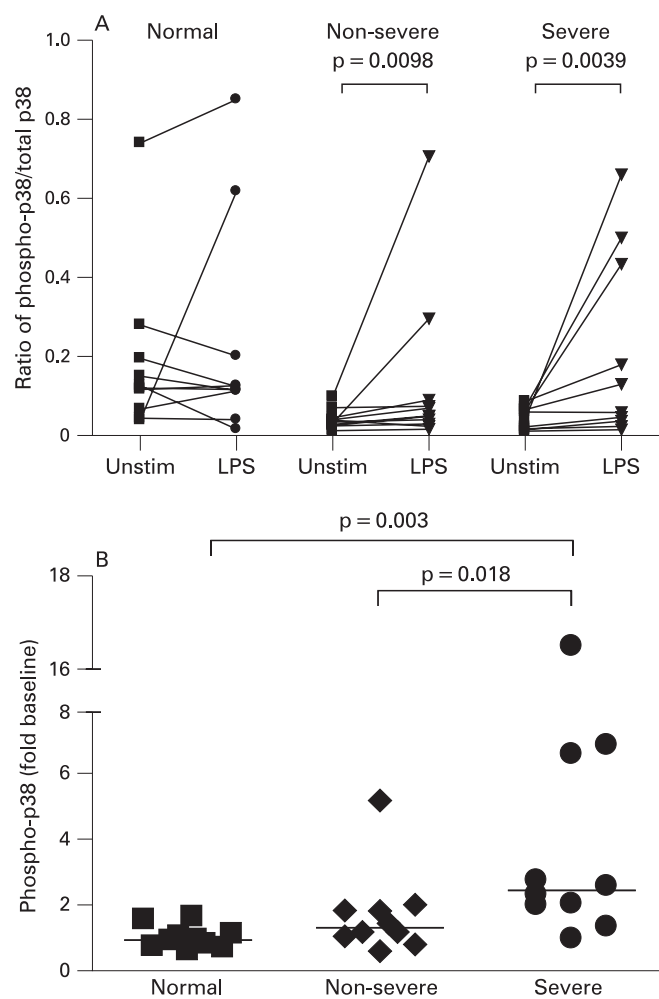 A
Normal
Non-severe
Severe
p = 0.0098
p = 0.0039
Ratio of phospho-p38/total p38
1.0
0.8
0.6
0.4
0.2
0
Unstim
LPS
Unstim
LPS
Unstim
LPS
B
p = 0.003
p = 0.018
Phospho-p38 (fold baseline)
18
16
8
6
4
2
0
Normal
Non-severe
Severe